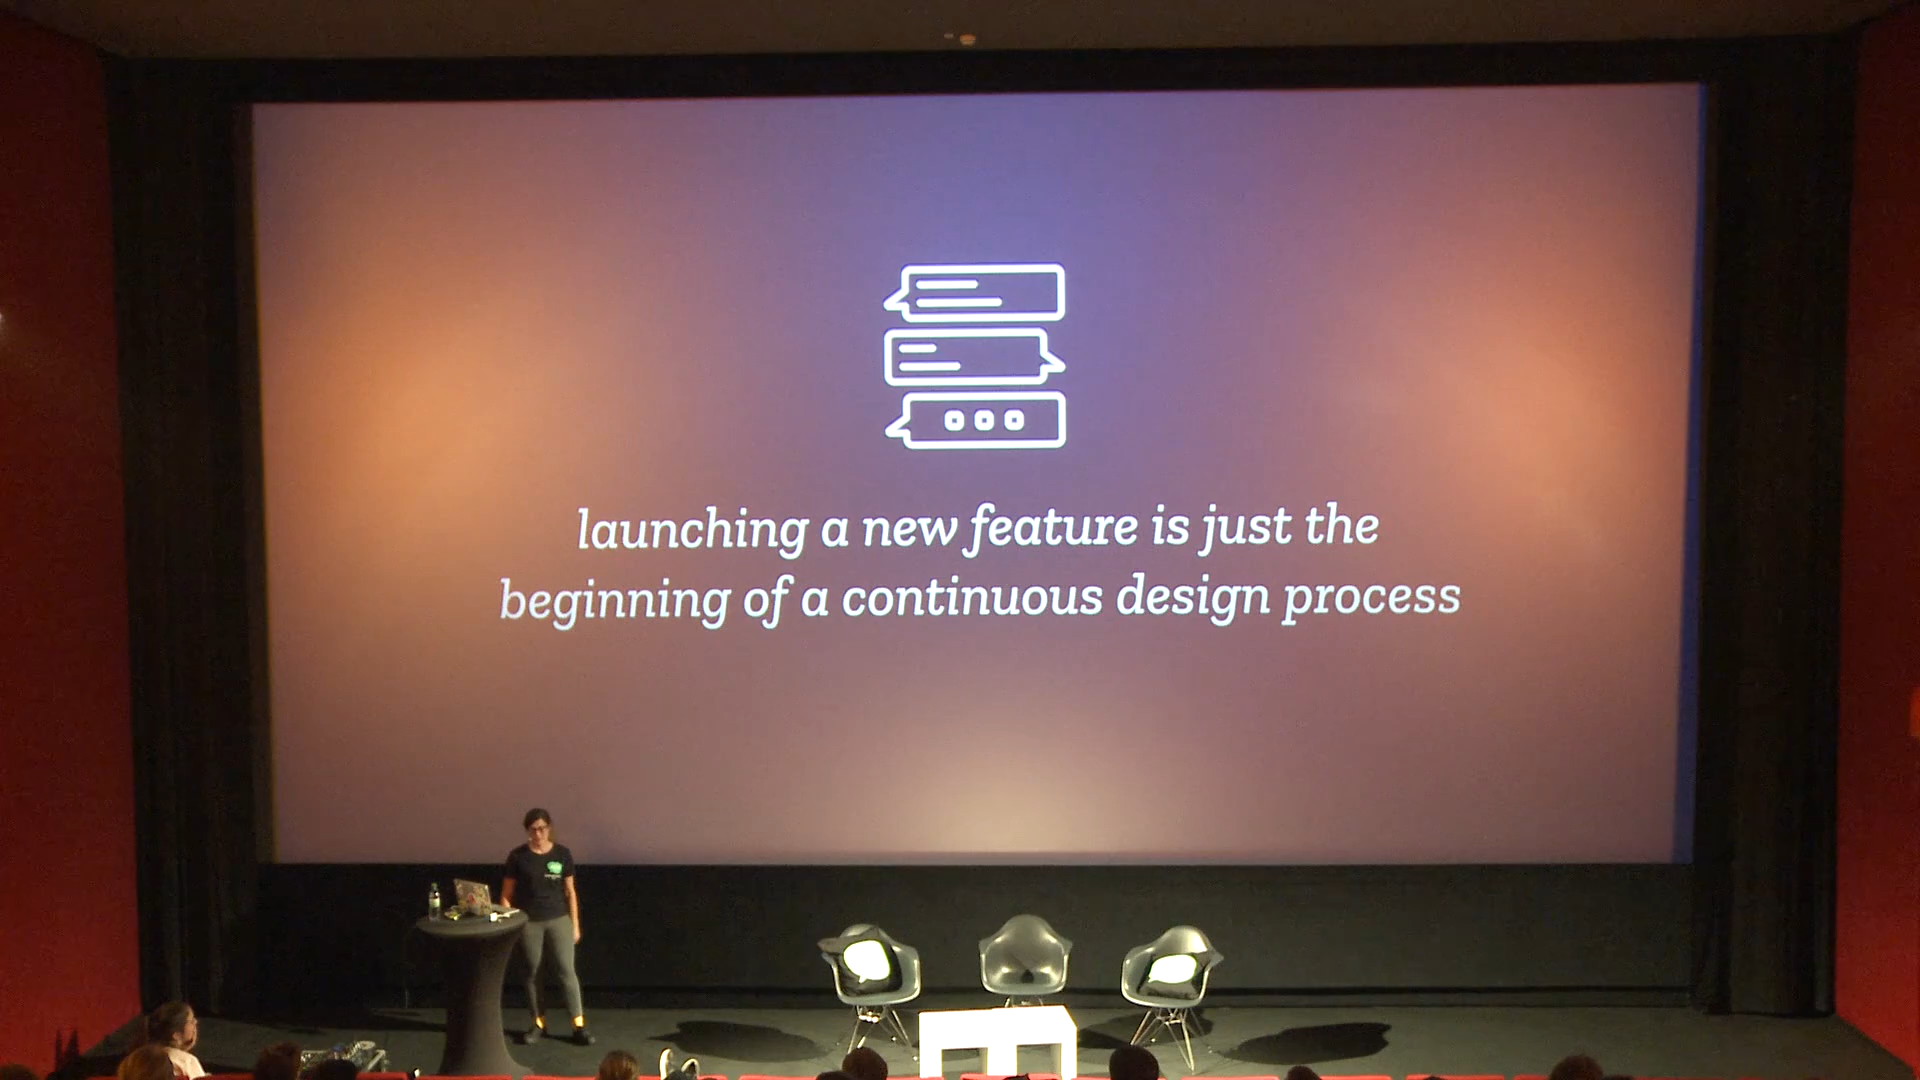 launching a new feature is just the
beginning of a continuous design process